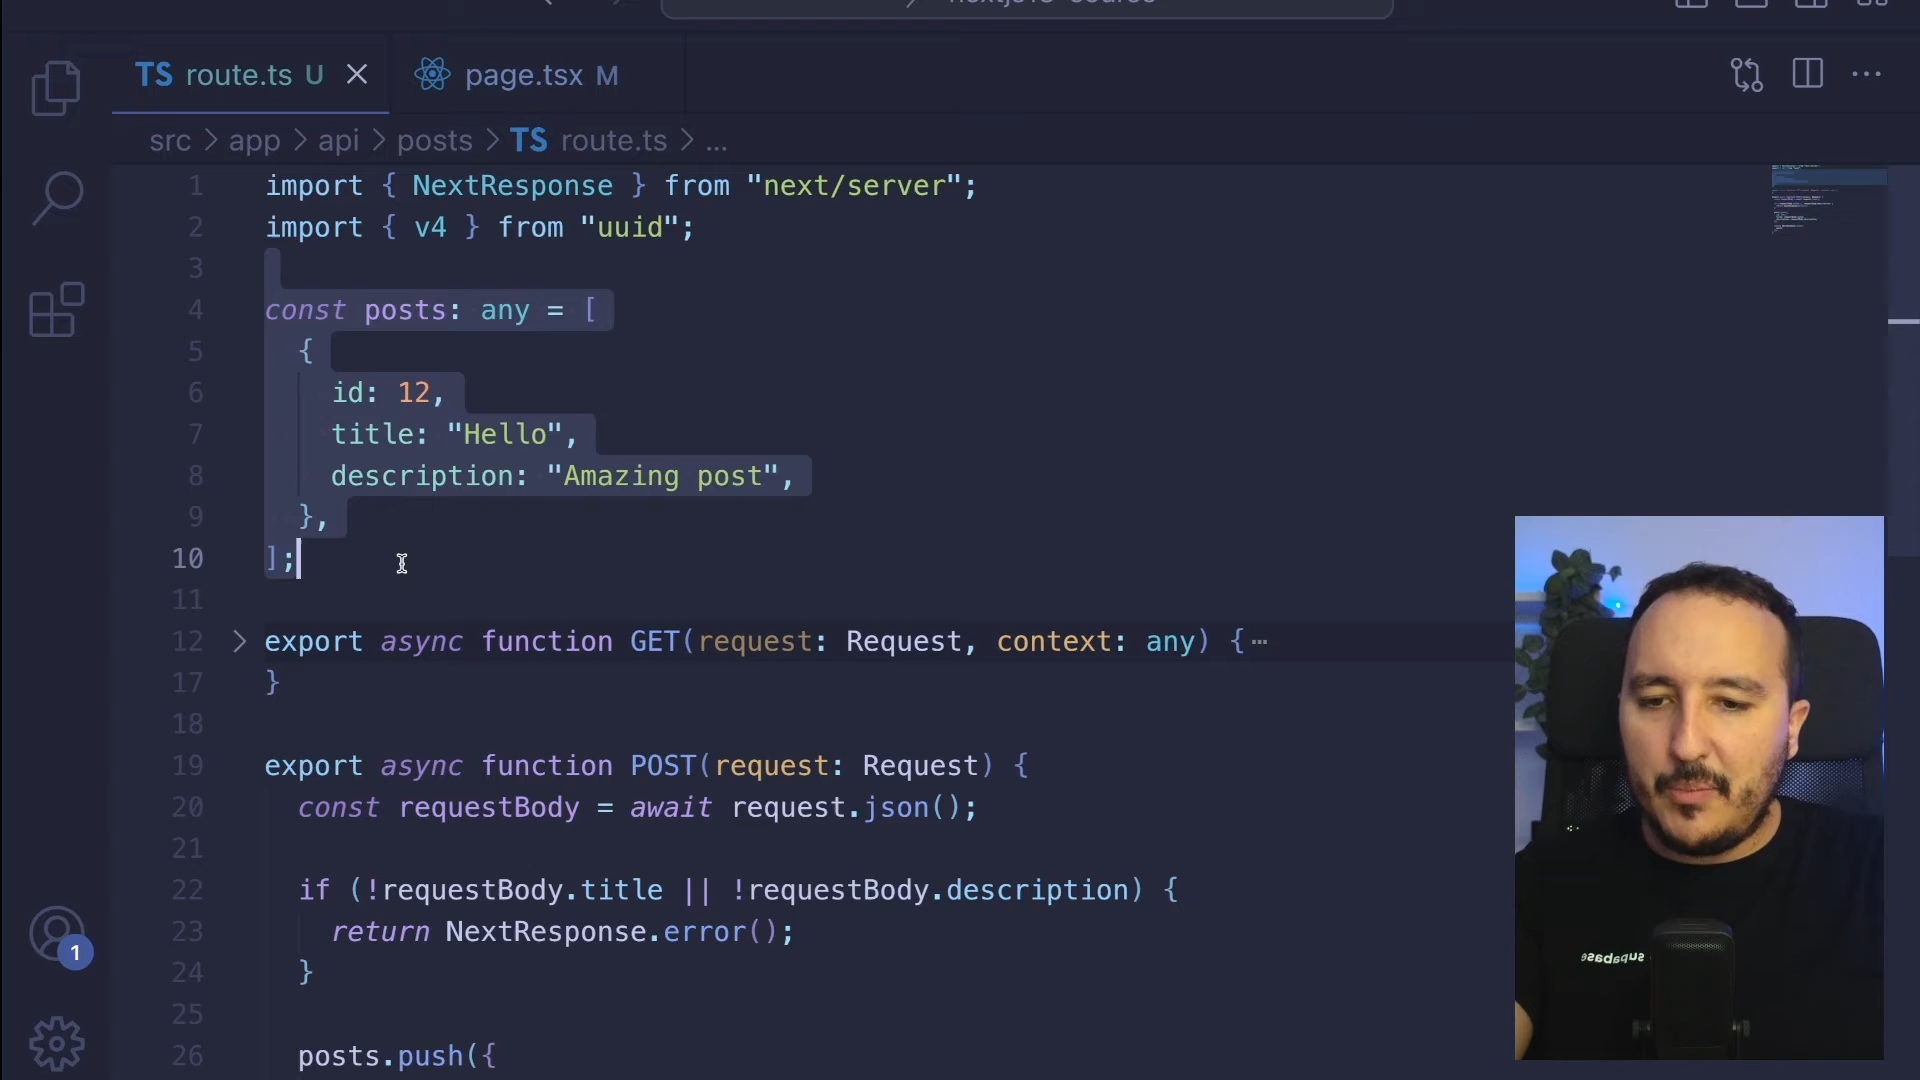 TS route.ts U
page.tsx M
src > app > api > posts > TS route.ts > ...
1 import { NextResponse } from "next/server";
2 import { v4 } from "uuid";
3
4 const posts: any = [
5 {
6 id: 12,
7 title: "Hello",
8 description: "Amazing post",
9 },
10 ];
11
12 export async function GET(request: Request, context: any) {…
17 }
18
19 export async function POST(request: Request) {
20 const requestBody = await request.json();
21
22 if (!requestBody.title || !requestBody.description) {
23 return NextResponse.error();
24 }
25
26 posts.push({
1
supabase